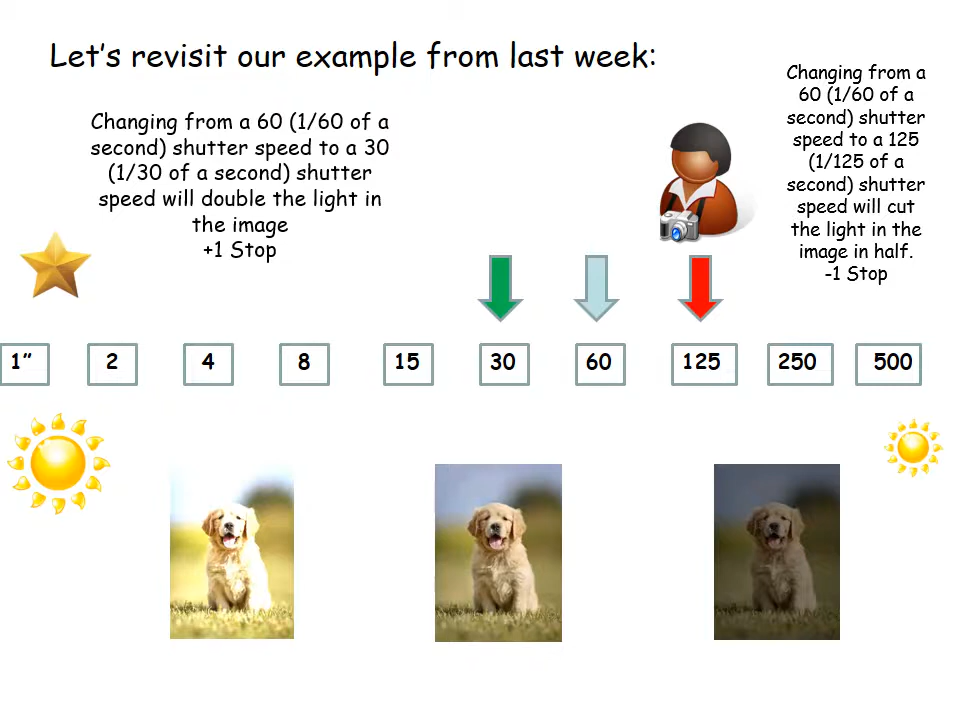 Let's revisit our example from last week:
Changing from a 60 (1/60 of a
second) shutter speed to a 30
(1/30 of a second) shutter
speed will double the light in
the image
+1 Stop
Changing from a
60 (1/60 of a
second) shutter
speed to a 125
(1/125 of a
second) shutter
speed will cut
the light in the
image in half.
-1 Stop
1” 2 4 8 15 30 60 125 250 500